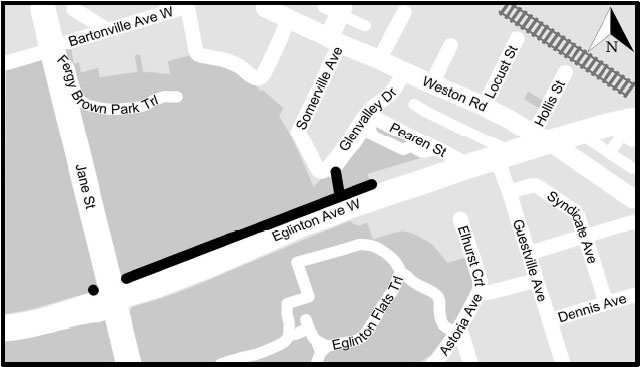 Bartonville Ave W
Fergy Brown Park Trl
Somerville Ave
Glenvalley Dr
Weston Rd
Locust St
Hollis St
N
Pearen St
Jane St
Eglinton Ave W
Elhurst Crt
Guestville Ave
Syndicate Ave
Eglinton Flats Trl
Astoria Ave
Dennis Ave